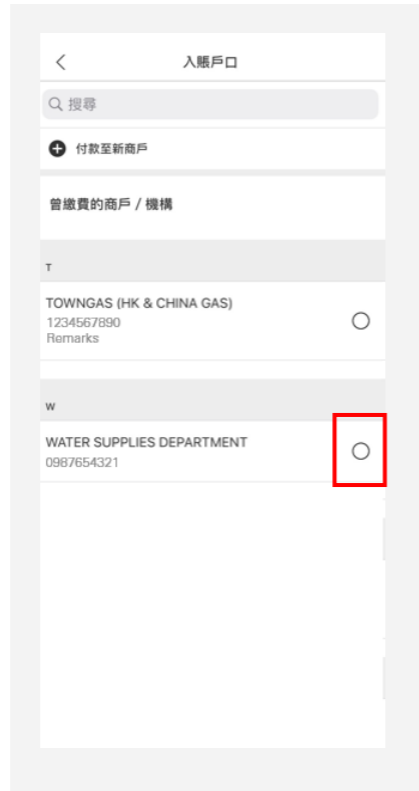 入賬戶口
搜尋
付款至新商戶
曾繳費的商戶 / 機構
T
TOWNGAS (HK & CHINA GAS)
1234567890
Remarks
W
WATER SUPPLIES DEPARTMENT
0987654321